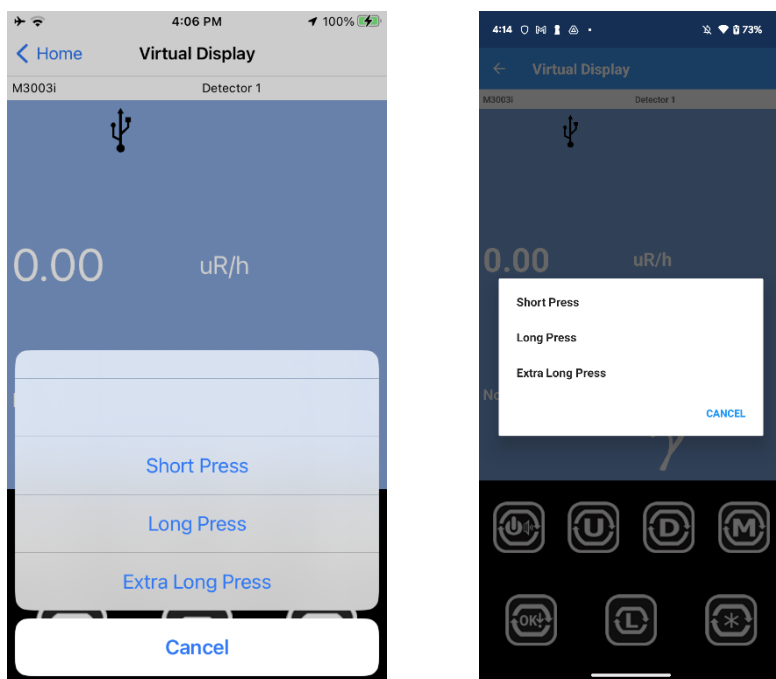 4:06 PM
100%
Home
Virtual Display
M3003i
Detector 1
0.00
uR/h
Short Press
Long Press
Extra Long Press
Cancel
4:14
73%
Virtual Display
M3003i
Detector 1
0.00
uR/h
Short Press
Long Press
Extra Long Press
CANCEL
γ
U
D
M
OK
L
*